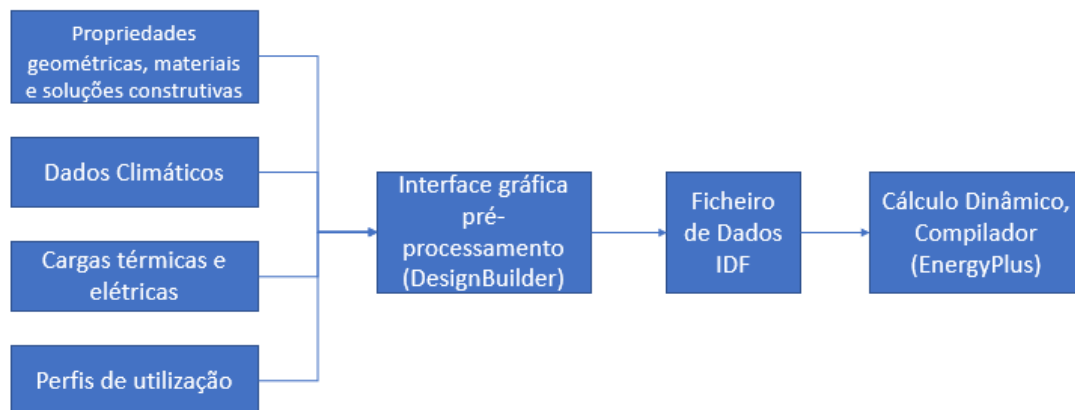 Propriedades
geométricas, materiais
e soluções construtivas
Dados Climáticos
Cargas térmicas e
elétricas
Perfis de utilização
Interface gráfica
pré-
processamento
(DesignBuilder)
Ficheiro
de Dados
IDF
Cálculo Dinâmico,
Compilador
(EnergyPlus)